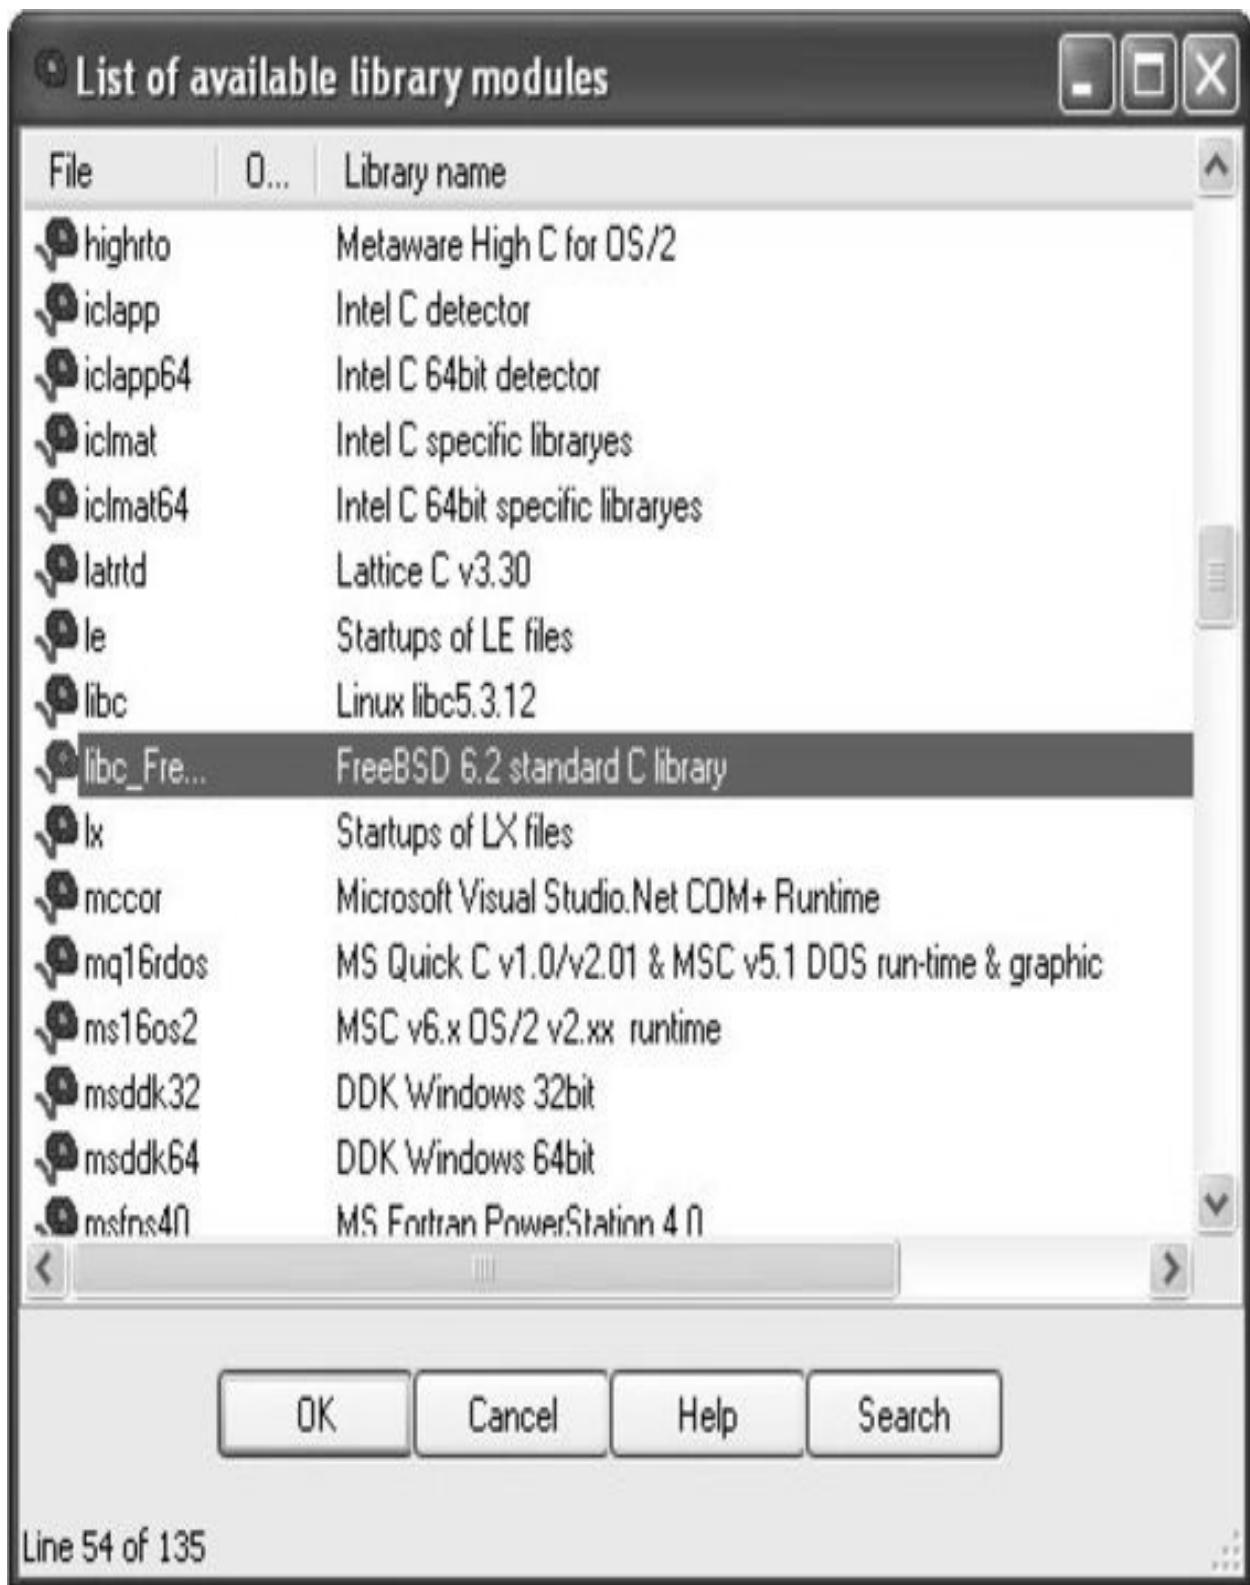 List of available library modules
File O... Library name
highrto Metaware High C for OS/2
iclapp Intel C detector
iclapp64 Intel C 64bit detector
iclmat Intel C specific libraryes
iclmat64 Intel C 64bit specific libraryes
latrtd Lattice C v3.30
le Startups of LE files
libc Linux libc5.3.12
libc_Fre... FreeBSD 6.2 standard C library
lx Startups of LX files
mccor Microsoft Visual Studio.Net COM+ Runtime
mq16rdos MS Quick C v1.0/v2.01 & MSC v5.1 DOS run-time & graphic
ms16os2 MSC v6.x OS/2 v2.xx runtime
msddk32 DDK Windows 32bit
msddk64 DDK Windows 64bit
msfps40 MS Fortran PowerStation 4.0
OK Cancel Help Search
Line 54 of 135